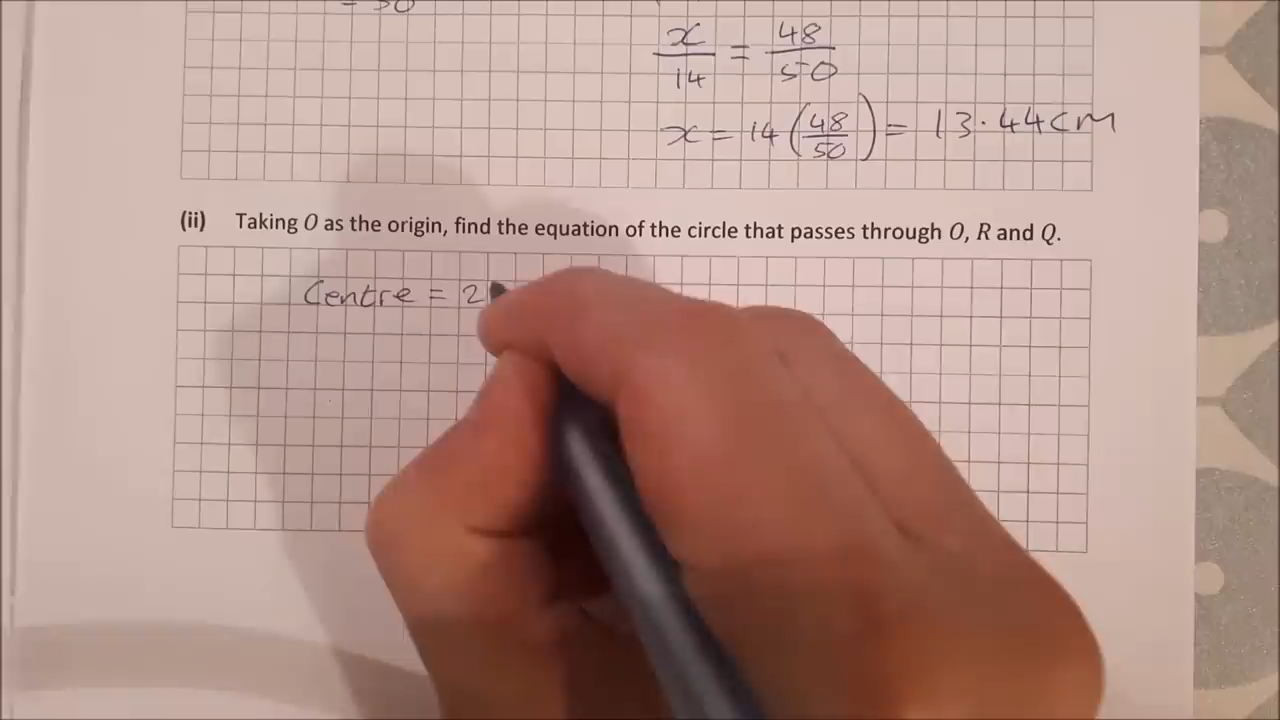 = 50
x/14 = 48/50
x = 14 (48/50) = 13.44cm
(ii) Taking O as the origin, find the equation of the circle that passes through O, R and Q.
Centre = 2